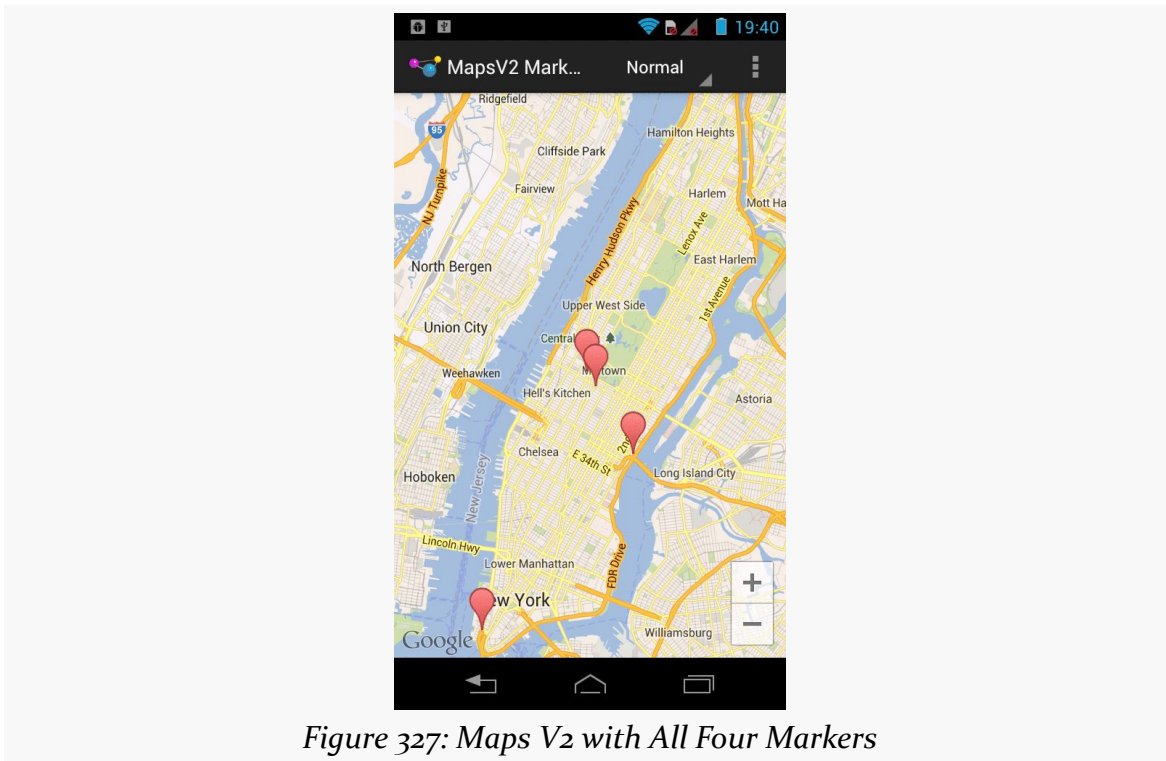 19:40
MapsV2 Mark... Normal
Ridgefield
95
Hamilton Heights
Cliffside Park
Fairview
Harlem
Mott Ha
NJ Turnpike
Lenox Ave
Henry Hudson Pkwy
East Harlem
North Bergen
1st Avenue
Upper West Side
Union City
Central
Midtown
Weehawken
Hell's Kitchen
Astoria
2nd
Chelsea
E 34th St
Long Island City
Hoboken
New Jersey
Lincoln Hwy
Lower Manhattan
FDR Drive
+
New York
−
Williamsburg
Google
Figure 327: Maps V2 with All Four Markers